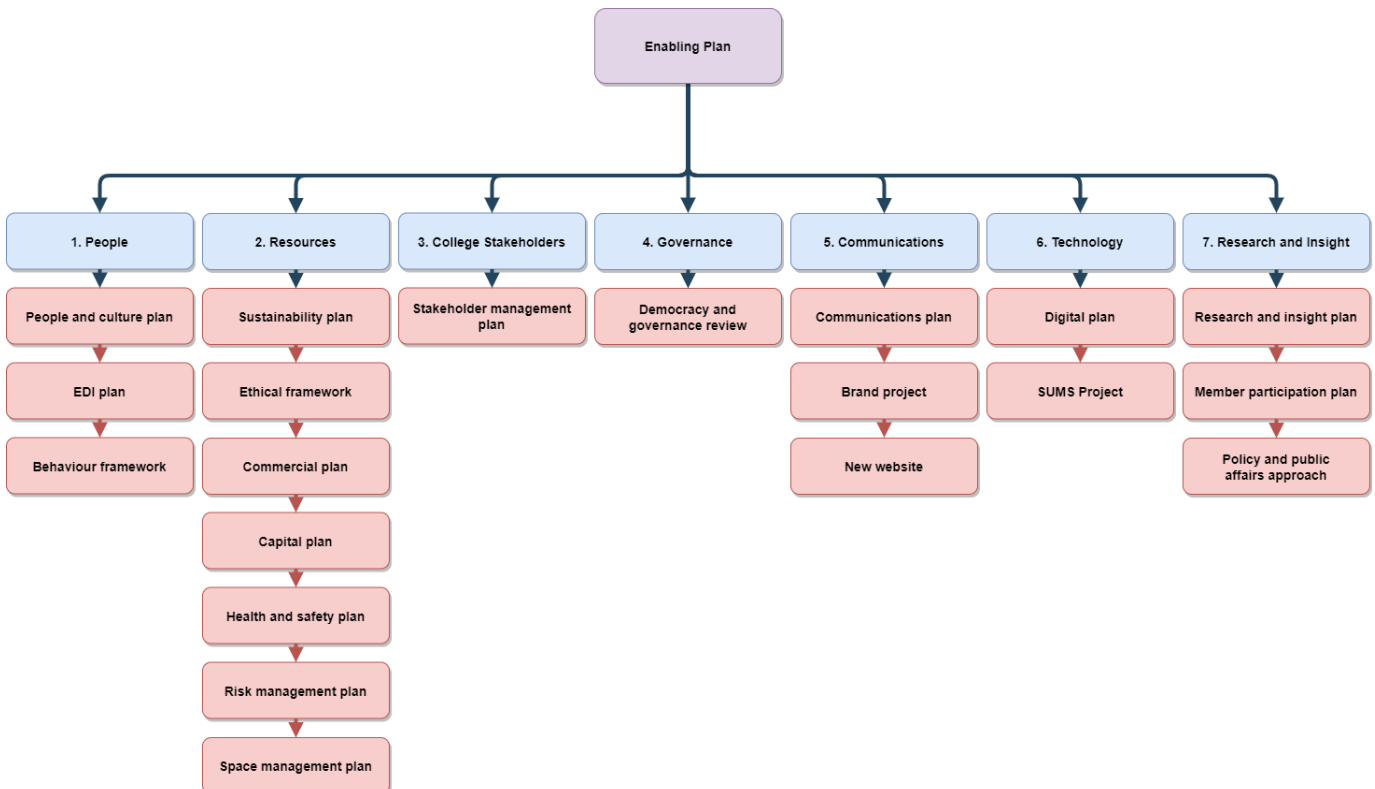 Enabling Plan
1. People
2. Resources
3. College Stakeholders
4. Governance
5. Communications
6. Technology
7. Research and Insight
People and culture plan
Sustainability plan
Stakeholder management
plan
Democracy and
governance review
Communications plan
Digital plan
Research and insight plan
EDI plan
Ethical framework
Brand project
SUMS Project
Member participation plan
Behaviour framework
Commercial plan
New website
Policy and public
affairs approach
Capital plan
Health and safety plan
Risk management plan
Space management plan